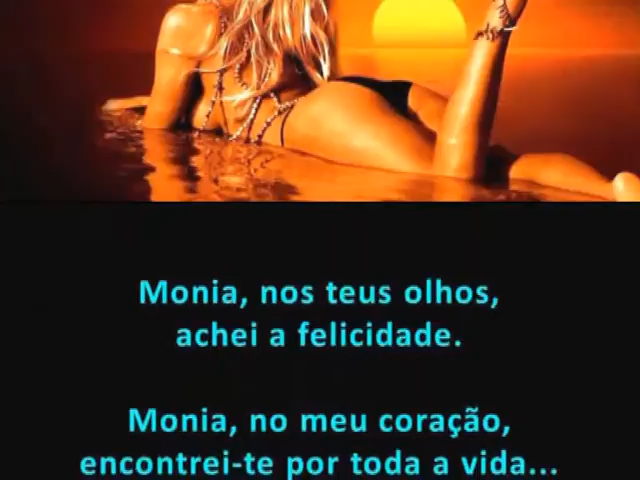 Monia, nos teus olhos,
achei a felicidade.
Monia, no meu coração,
encontrei-te por toda a vida...